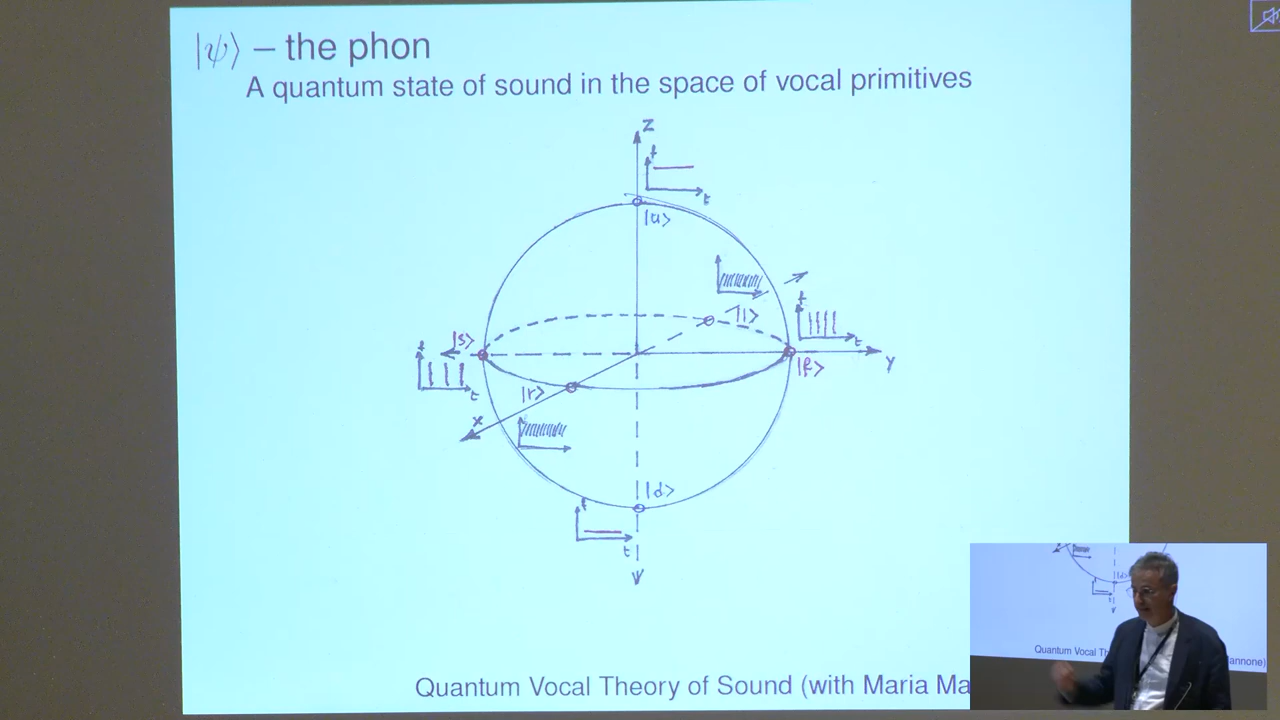 |ψ⟩ – the phon
A quantum state of sound in the space of vocal primitives
z
f
t
|u>
|l>
f
t
|s>
f
t
|f>
y
|r>
x
|d>
f
t
Quantum Vocal Theory of Sound (with Maria Ma
Quantum Vocal Th
annone)